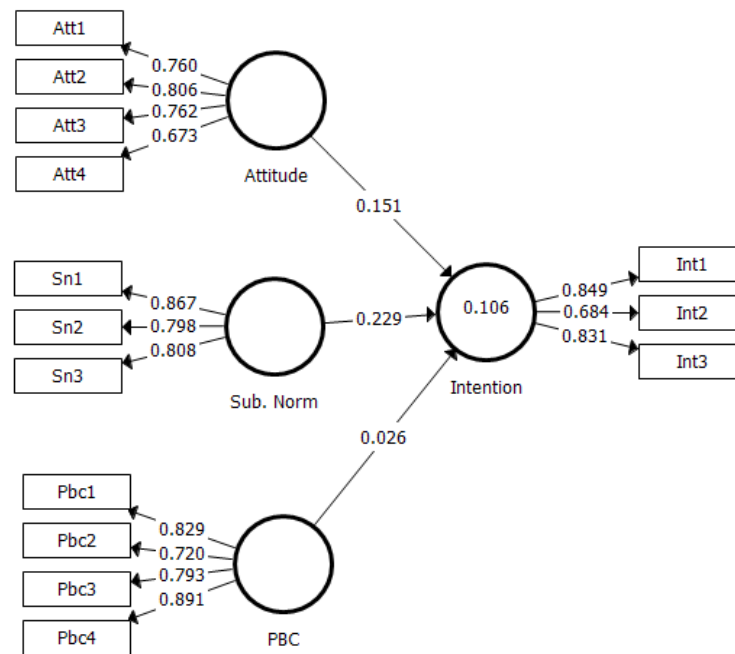 Att1
0.760
Att2
0.806
Att3
0.762
Att4
0.673
Attitude
0.151
Sn1
0.867
Sn2
0.798
Sn3
0.808
Sub. Norm
0.229
0.106
Intention
0.849
Int1
0.684
Int2
0.831
Int3
0.026
Pbc1
0.829
Pbc2
0.720
Pbc3
0.793
Pbc4
0.891
PBC